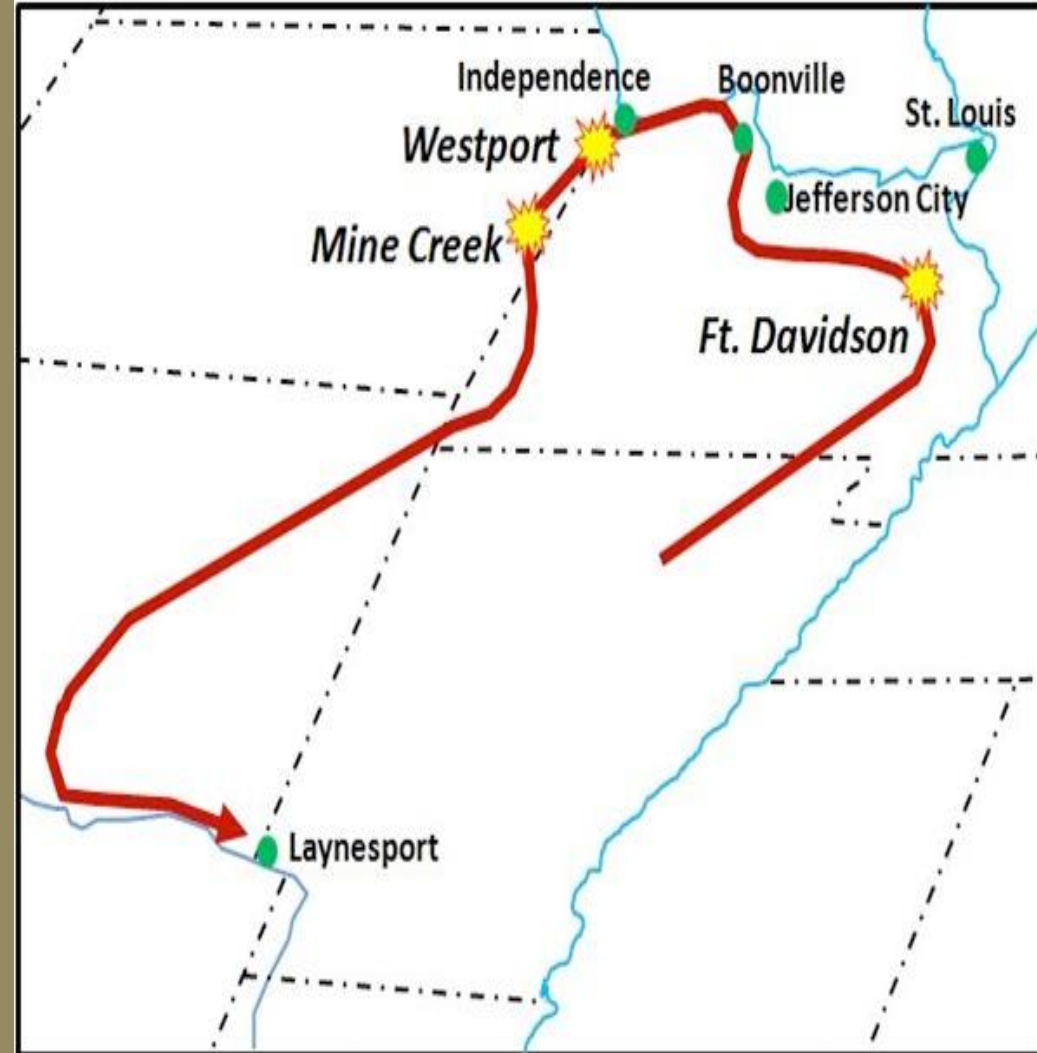 Independence
Boonville
St. Louis
Westport
Jefferson City
Mine Creek
Ft. Davidson
Laynesport